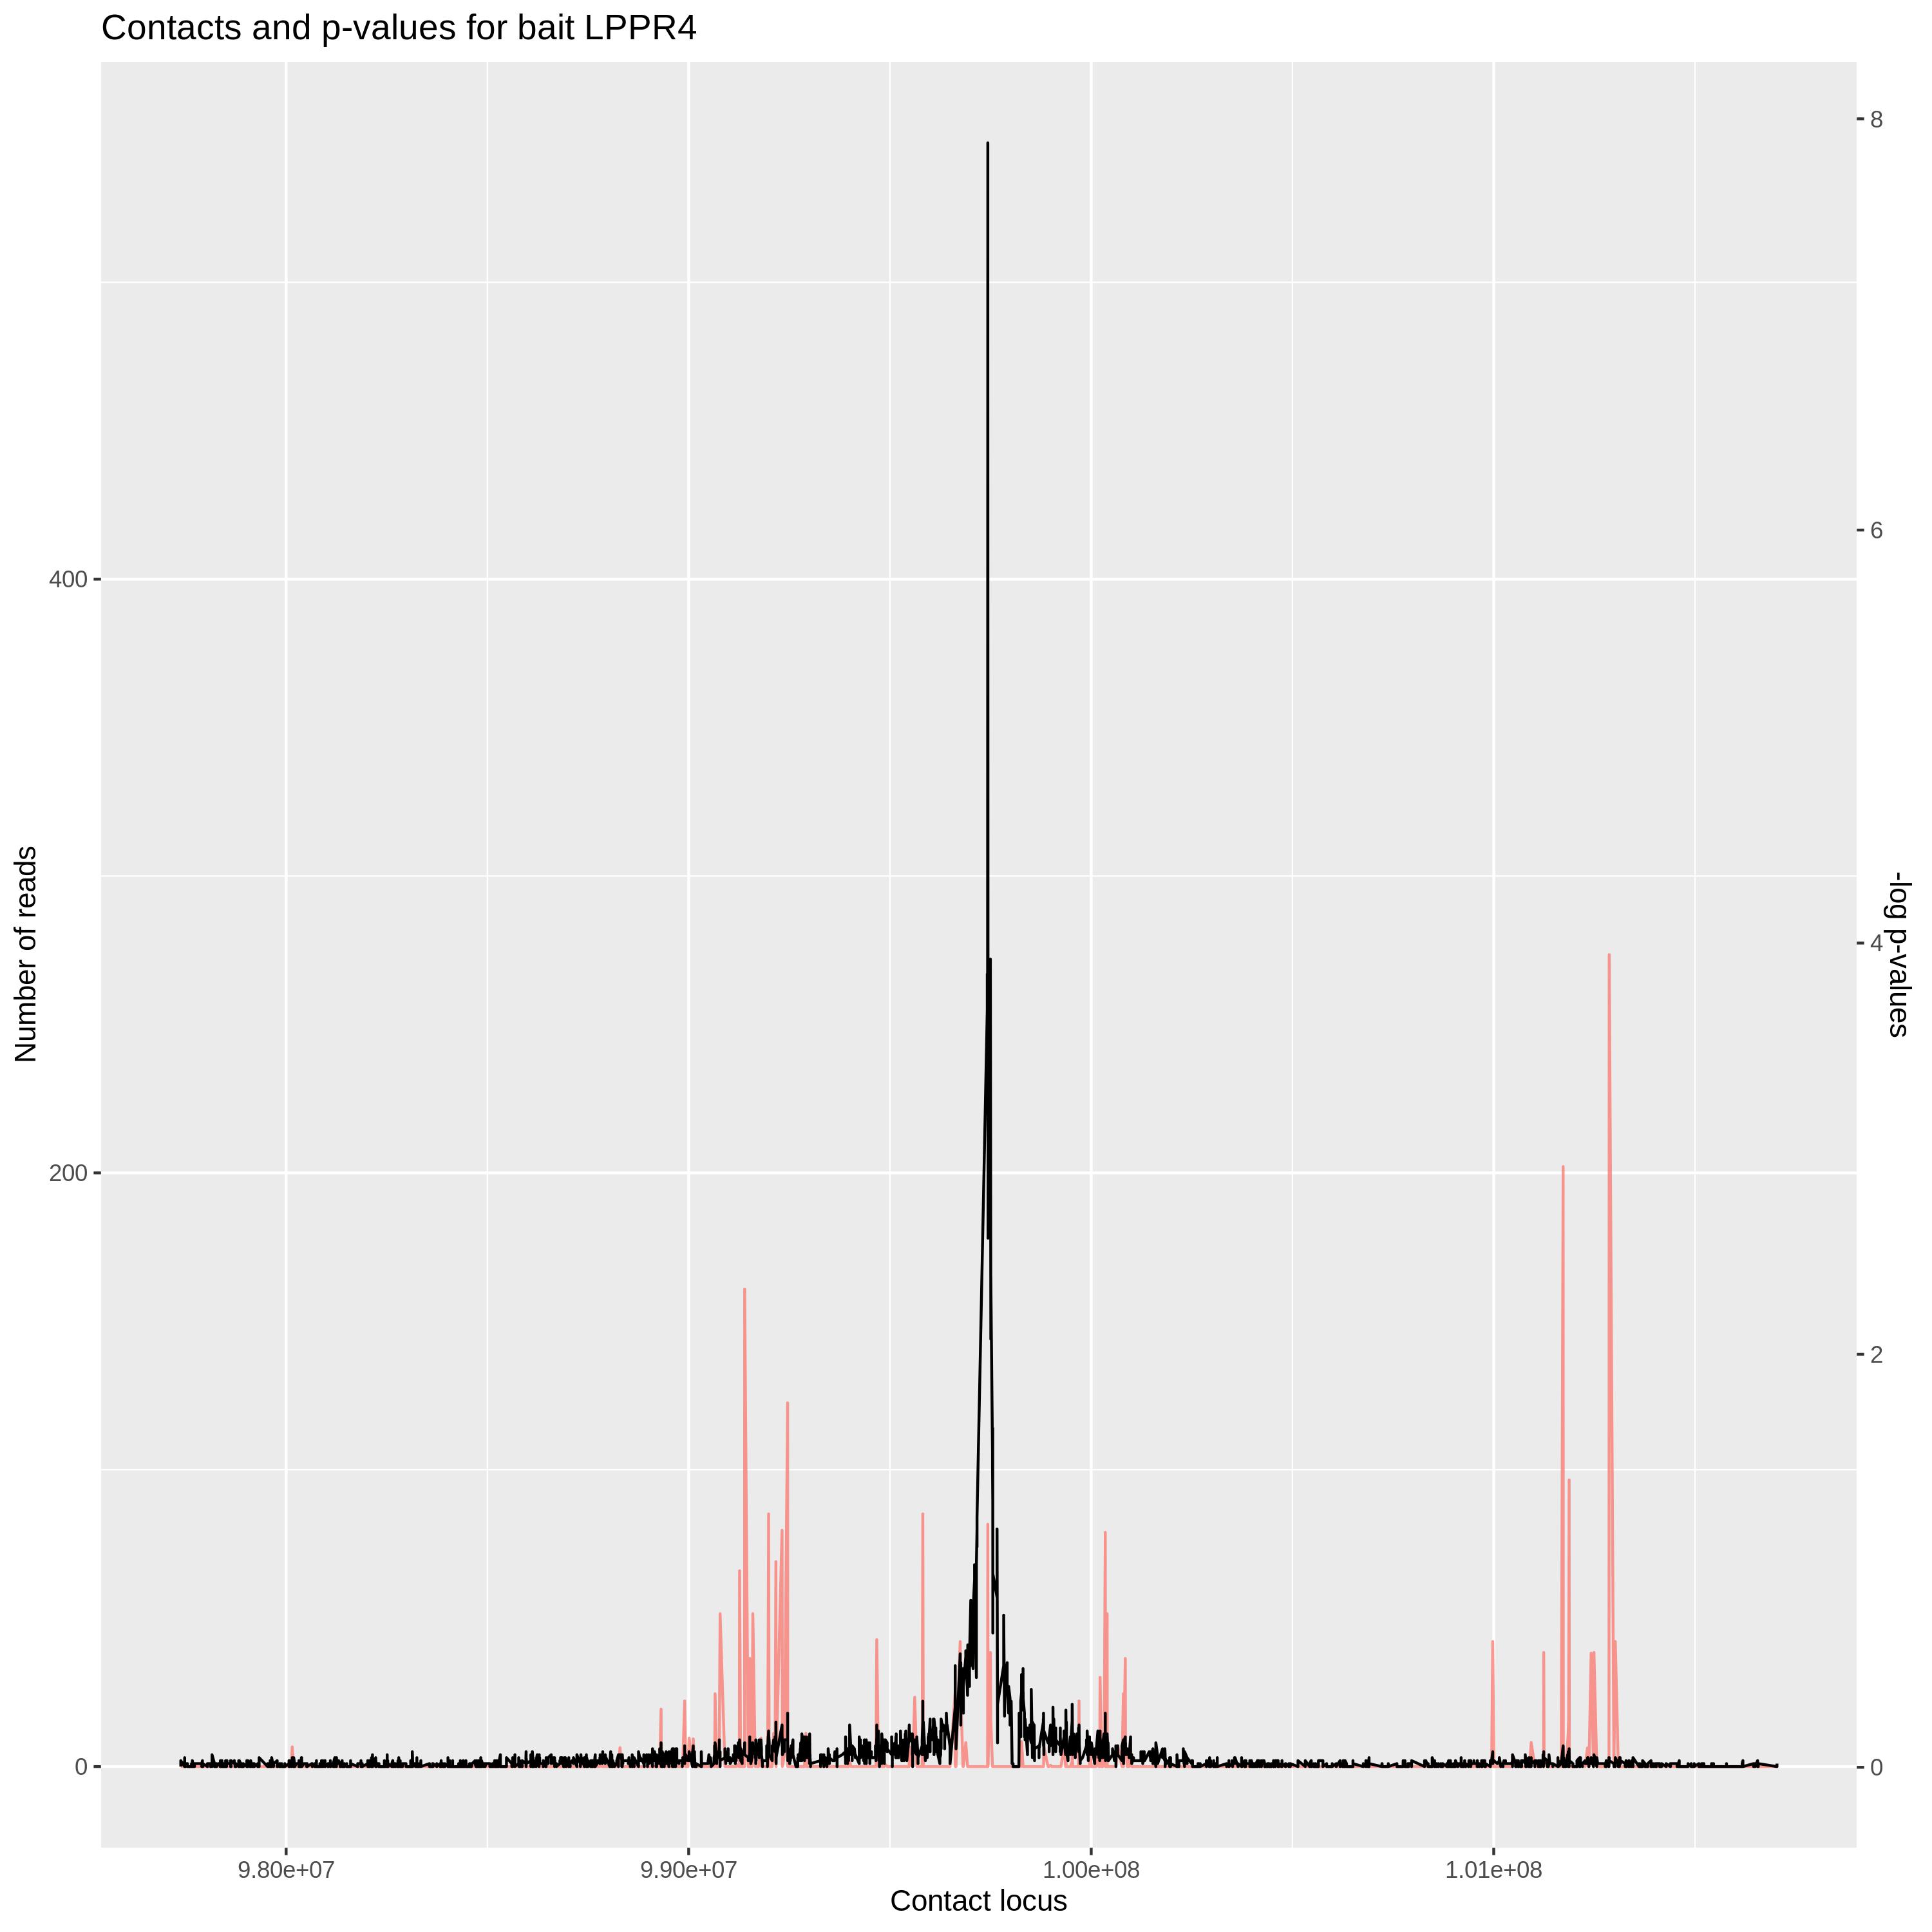 Contacts and p-values for bait LPPR4
Number of reads
400
200
0
8
6
4
2
0
-log p-values
9.80e+07
9.90e+07
1.00e+08
1.01e+08
Contact locus